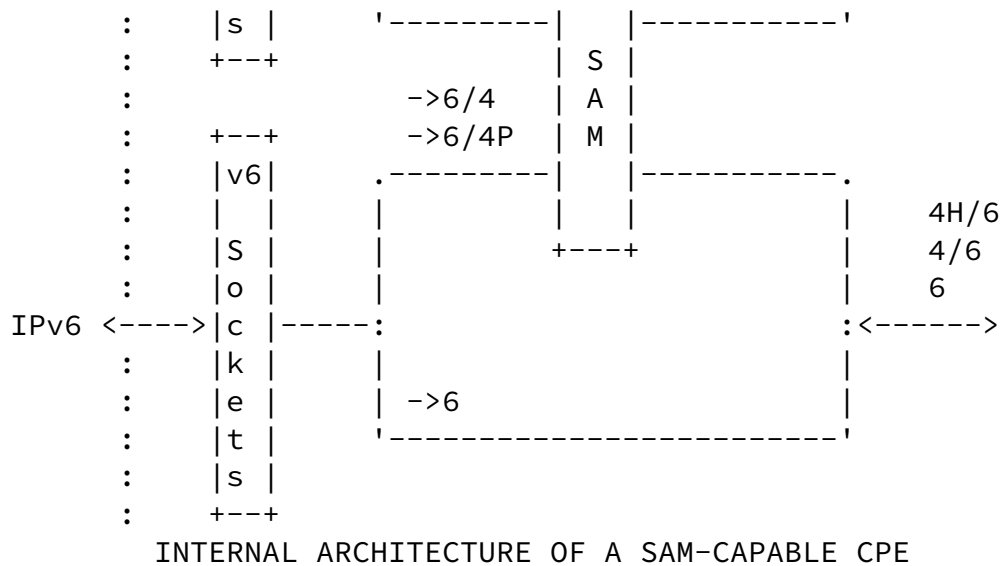 :     |s |      '---------|    |-----------'
:     +--+                | S  |
:               ->6/4     | A  |
:     +--+      ->6/4P    | M  |
:     |v6|      .---------|    |-----------.
:     |  |      |         |    |           |    4H/6
:     |S |      |         +----+           |    4/6
:     |o |      |                          |    6
IPv6 <---->|c |-----:                          :<------>
:     |k |      |                          |
:     |e |      | ->6                      |
:     |t |      '-------------------------'
:     |s |
:     +--+
INTERNAL ARCHITECTURE OF A SAM-CAPABLE CPE